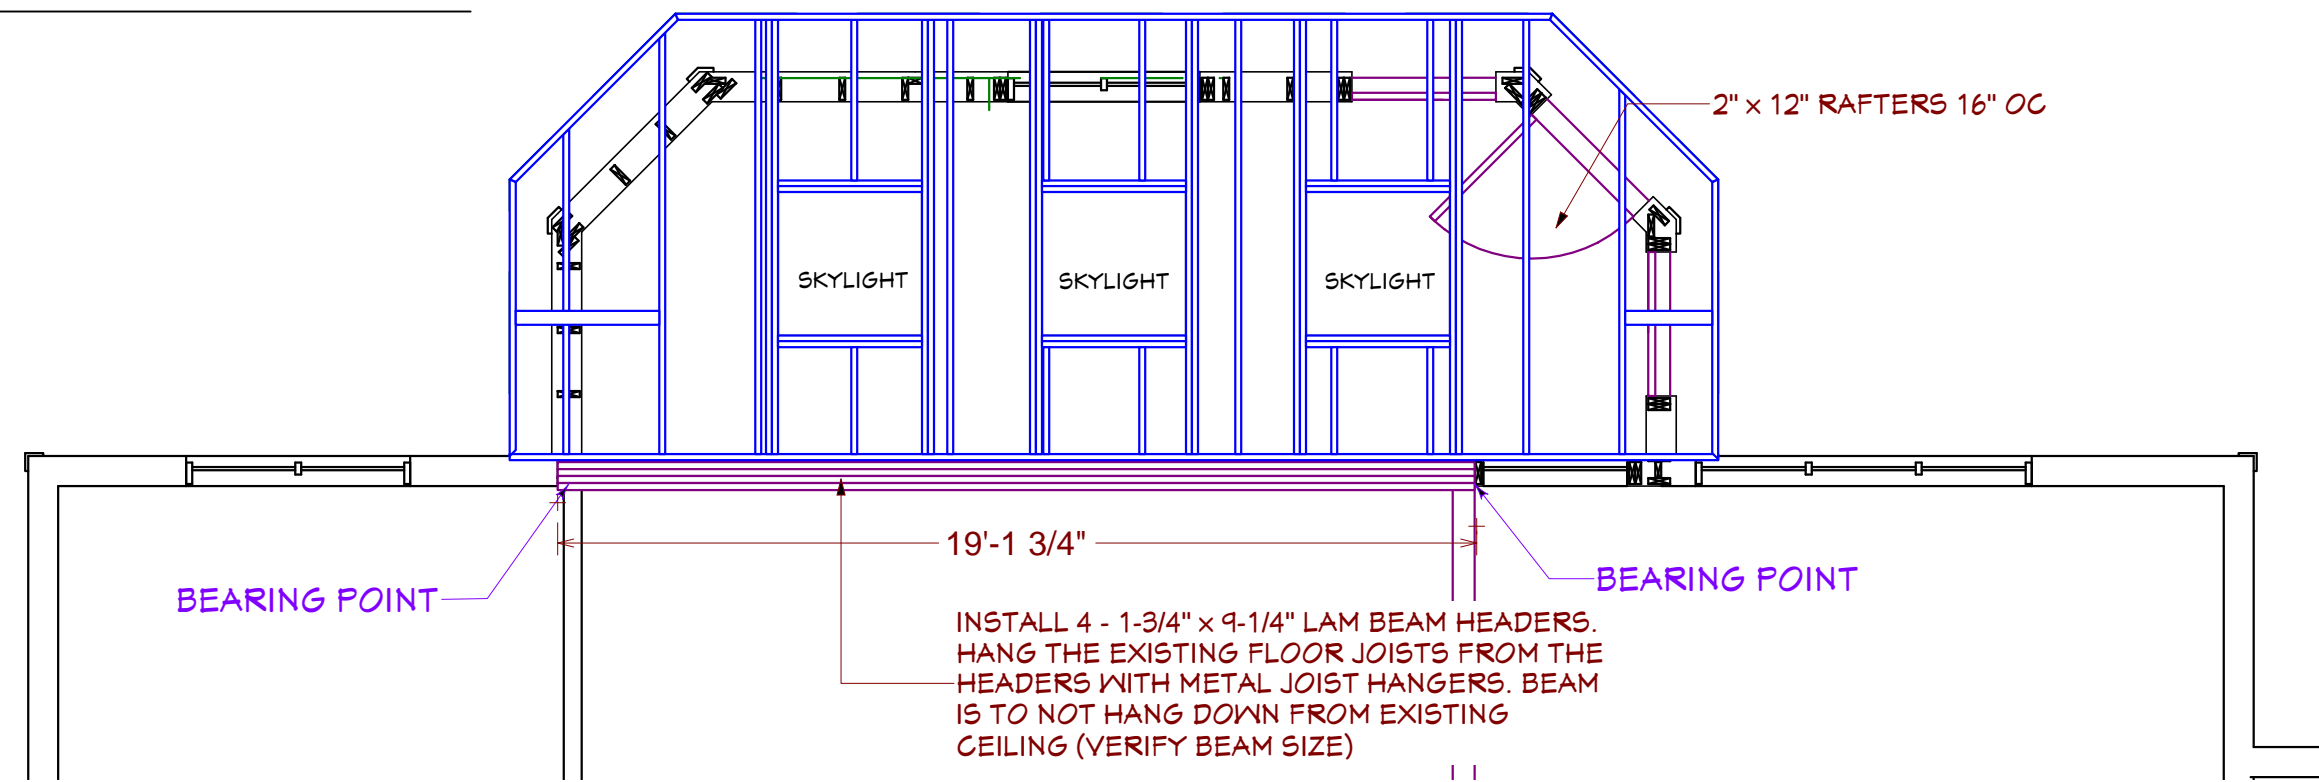 2" x 12" RAFTERS 16" OC
SKYLIGHT
SKYLIGHT
SKYLIGHT
19'-1 3/4"
BEARING POINT
BEARING POINT
INSTALL 4 - 1-3/4" x 9-1/4" LAM BEAM HEADERS.
HANG THE EXISTING FLOOR JOISTS FROM THE
HEADERS WITH METAL JOIST HANGERS. BEAM
IS TO NOT HANG DOWN FROM EXISTING
CEILING (VERIFY BEAM SIZE)